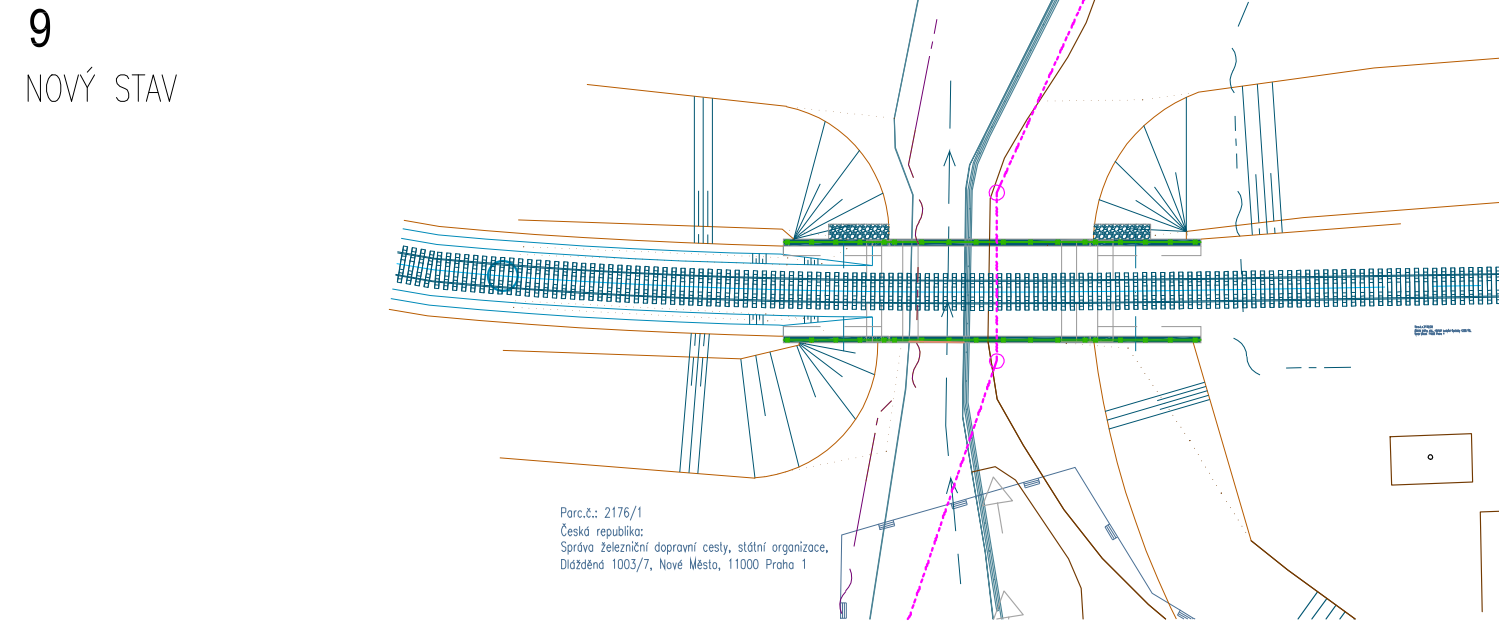 9
NOVÝ STAV
Parc.č.: 2176/1
Česká republika:
Správa železniční dopravní cesty, státní organizace,
Dlážděná 1003/7, Nové Město, 11000 Praha 1